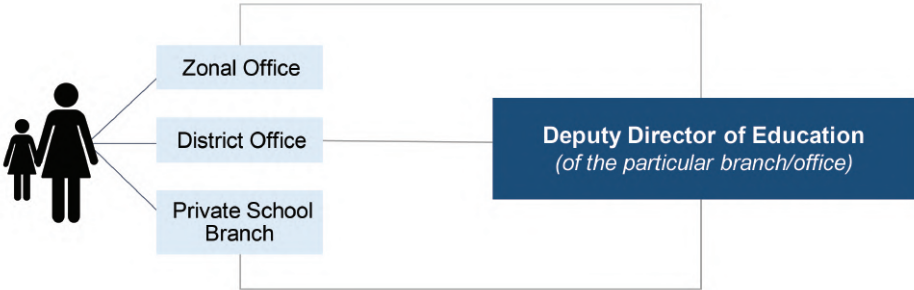 Zonal Office
District Office
Private School
Branch
Deputy Director of Education
(of the particular branch/office)